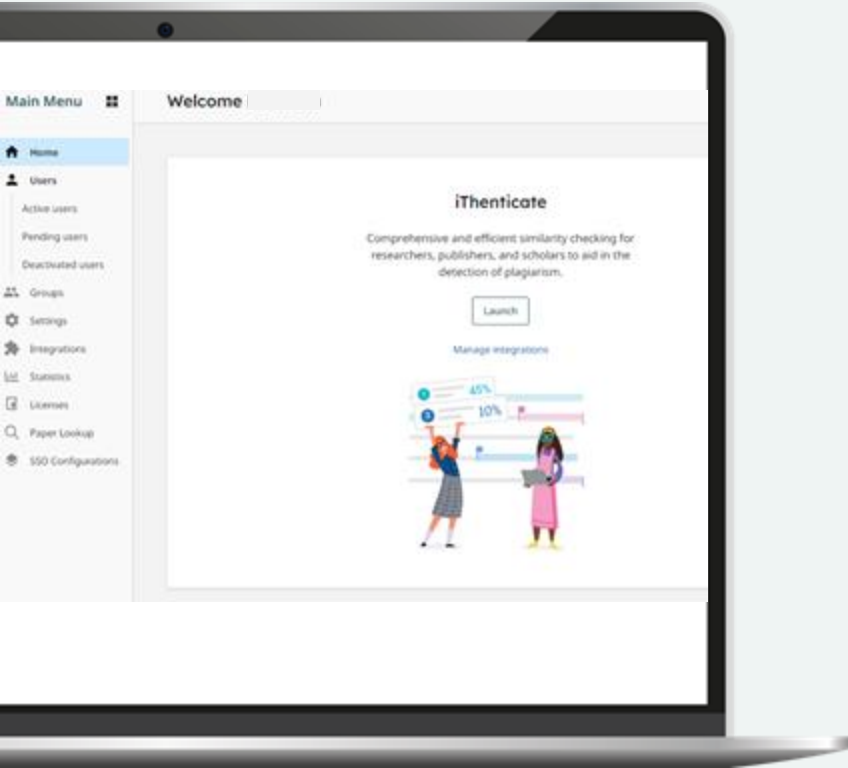 Main Menu
Welcome
Home
Users
Active users
Pending users
Deactivated users
Groups
Settings
Integrations
Statistics
Licenses
Paper Lookup
SSO Configurations
iThenticate
Comprehensive and efficient similarity checking for
researchers, publishers, and scholars to aid in the
detection of plagiarism.
Launch
Manage integrations
45%
10%